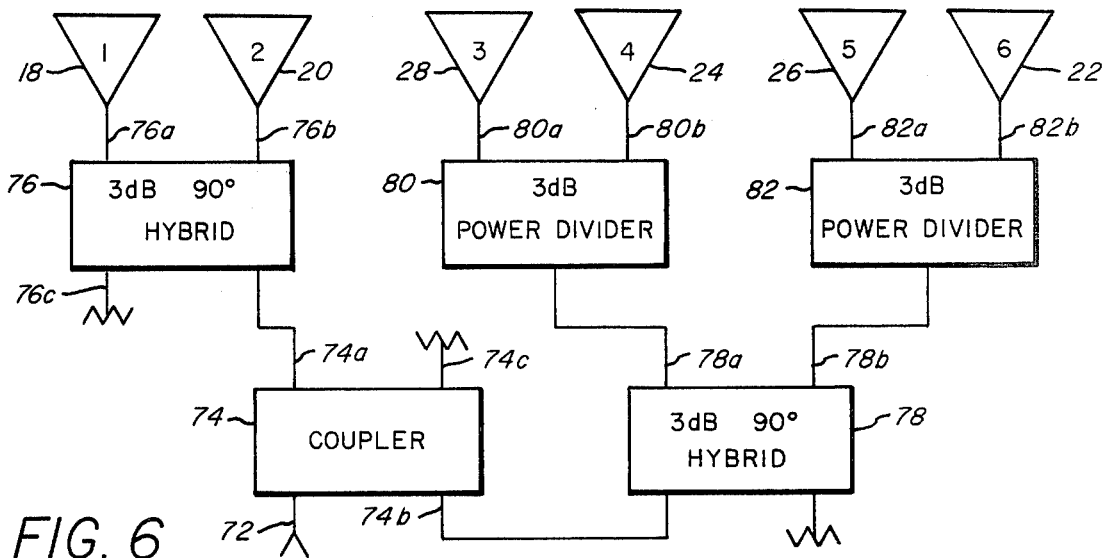 1 2 3 4 5 6
18 20 28 24 26 22
76a 76b 80a 80b 82a 82b
76 3dB 90° HYBRID
80 3dB POWER DIVIDER
82 3dB POWER DIVIDER
76c
74a 74c 78a 78b
74 COUPLER
3dB 90° HYBRID 78
FIG. 6
72 74b